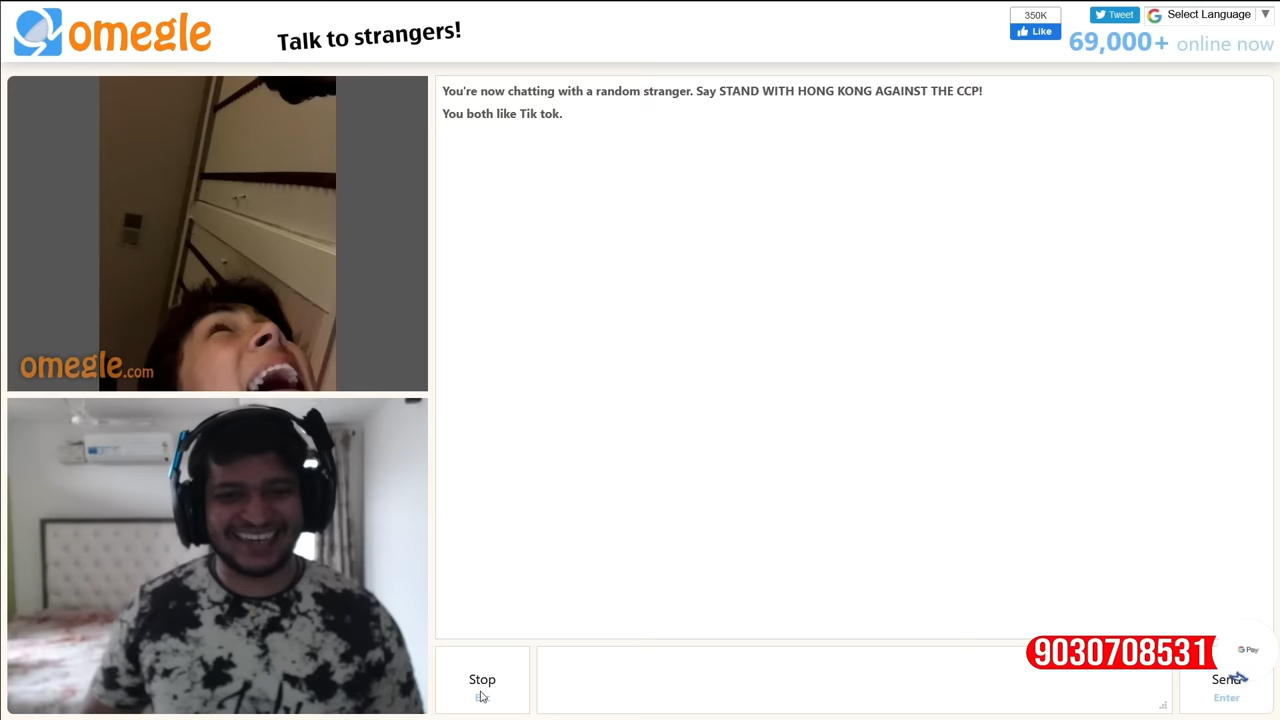 omegle
Talk to strangers!
350K
Like
Tweet
Select Language
69,000+ online now
You're now chatting with a random stranger. Say STAND WITH HONG KONG AGAINST THE CCP!
You both like Tik tok.
omegle.com
Stop
9030708531
G Pay
Send
Enter